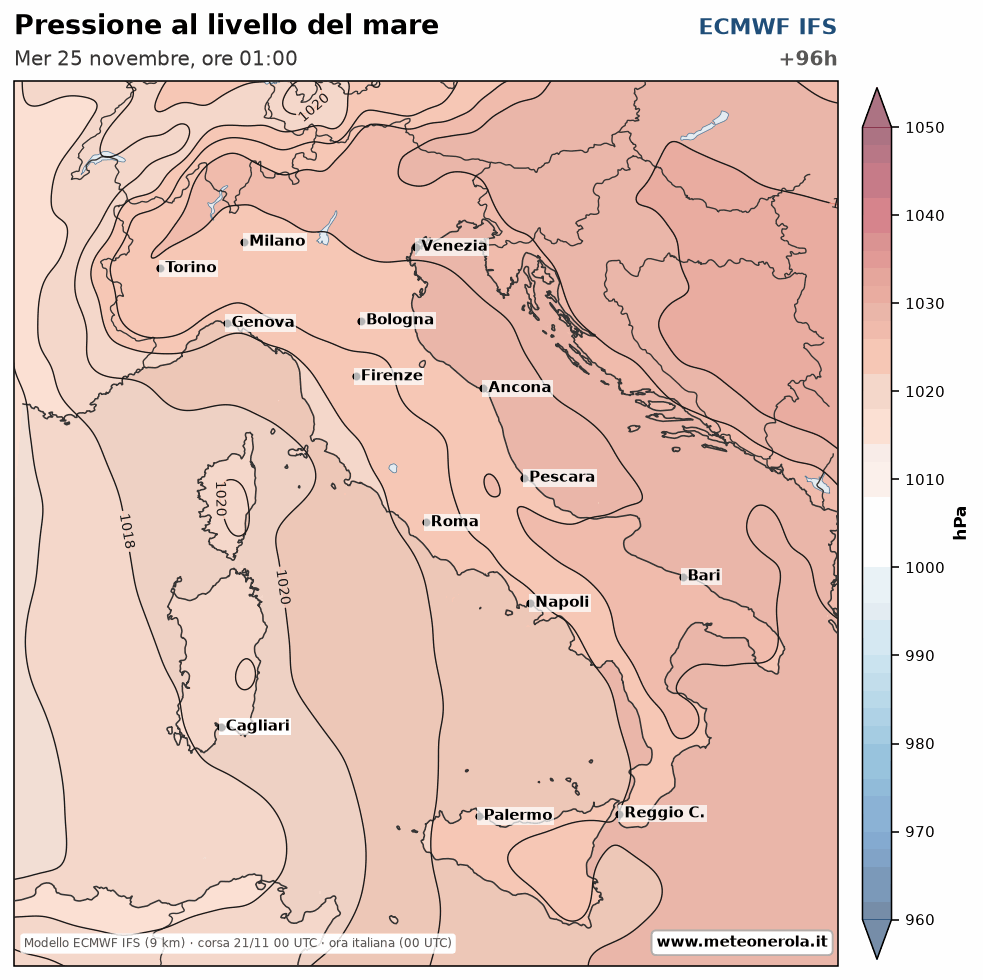 Pressione al livello del mare
ECMWF IFS
Mer 25 novembre, ore 01:00
+96h
1020
Milano
Venezia
Torino
Genova
Bologna
Firenze
Ancona
Pescara
1020
1018
Roma
1020
Bari
Napoli
Cagliari
Palermo
Reggio C.
Modello ECMWF IFS (9 km) · corsa 21/11 00 UTC · ora italiana (00 UTC)
www.meteonerola.it
1050
1040
1030
1020
1010
1000
990
980
970
960
hPa